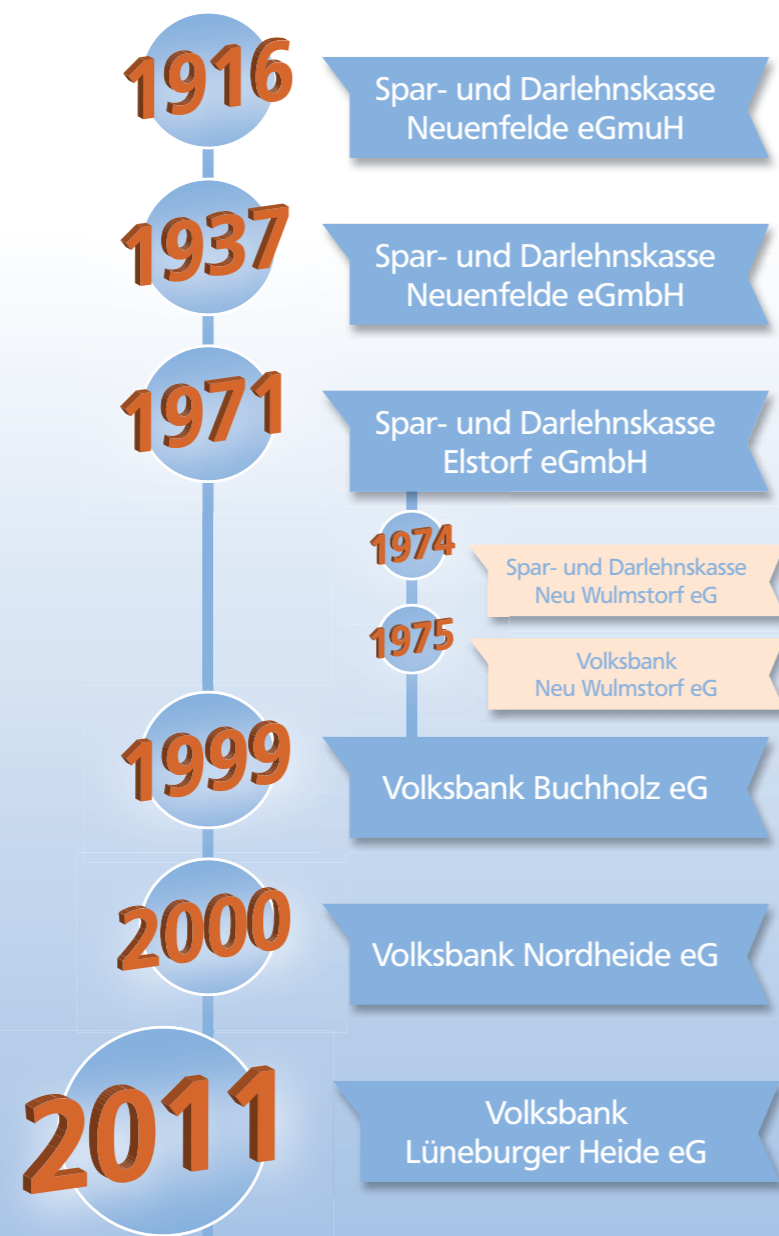 1916
Spar- und Darlehnskasse
Neuenfelde eGmuH
1937
Spar- und Darlehnskasse
Neuenfelde eGmbH
1971
Spar- und Darlehnskasse
Elstorf eGmbH
1974
Spar- und Darlehnskasse
Neu Wulmstorf eG
1975
Volksbank
Neu Wulmstorf eG
1999
Volksbank Buchholz eG
2000
Volksbank Nordheide eG
2011
Volksbank
Lüneburger Heide eG